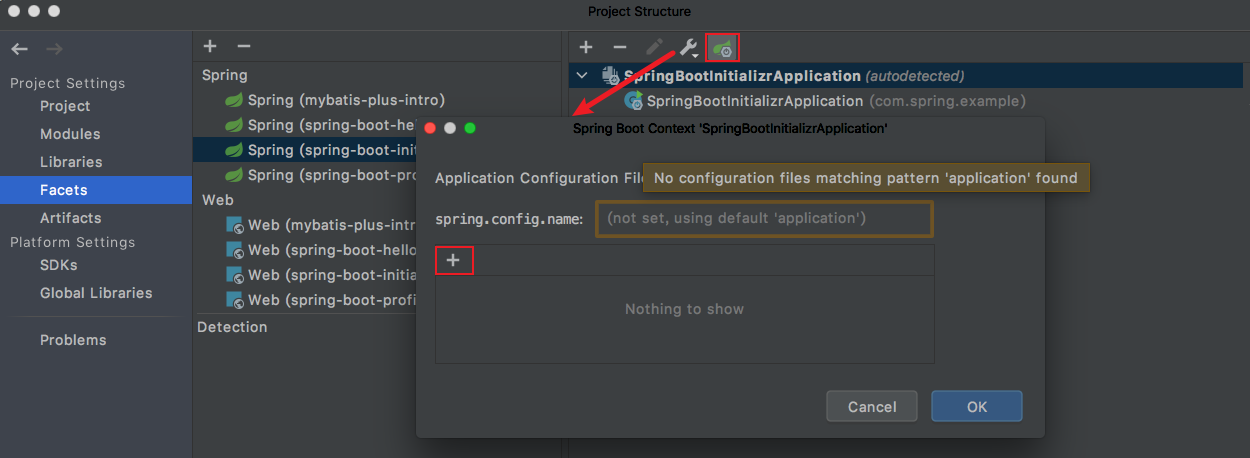 Project Structure
Project Settings
Project
Modules
Libraries
Facets
Artifacts
Platform Settings
SDKs
Global Libraries
Problems
Spring
Spring (mybatis-plus-intro)
Spring (spring-boot-he
Spring (spring-boot-init
Spring (spring-boot-pro
Web
Web (mybatis-plus-intr
Web (spring-boot-hello
Web (spring-boot-initia
Web (spring-boot-profi
Detection
SpringBootInitializrApplication (autodetected)
SpringBootInitializrApplication (com.spring.example)
Spring Boot Context 'SpringBootInitializrApplication'
Application Configuration File
No configuration files matching pattern 'application' found
spring.config.name: (not set, using default 'application')
Nothing to show
Cancel OK